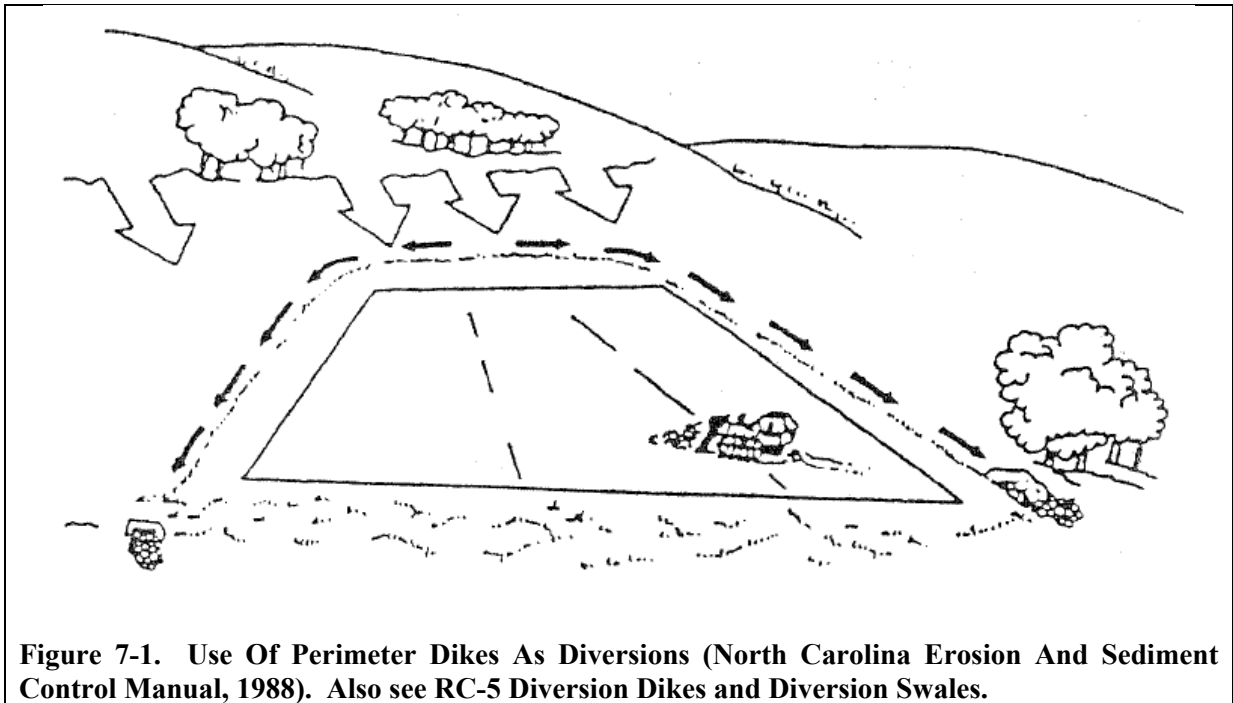 Figure 7-1. Use Of Perimeter Dikes As Diversions (North Carolina Erosion And Sediment
Control Manual, 1988). Also see RC-5 Diversion Dikes and Diversion Swales.